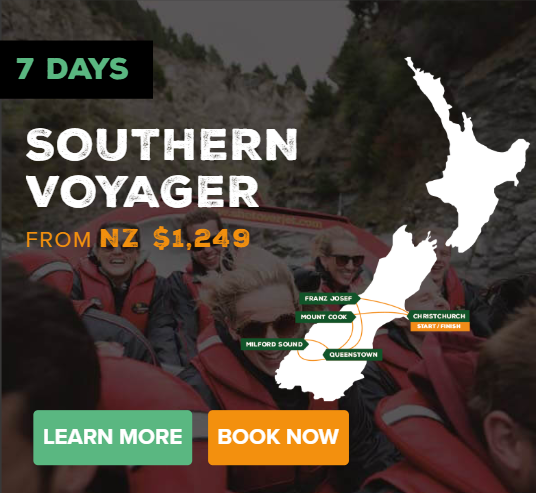 7 DAYS
SOUTHERN
VOYAGER
FROM NZ $1,249
FRANZ JOSEF
MOUNT COOK
CHRISTCHURCH
START / FINISH
MILFORD SOUND
QUEENSTOWN
LEARN MORE
BOOK NOW